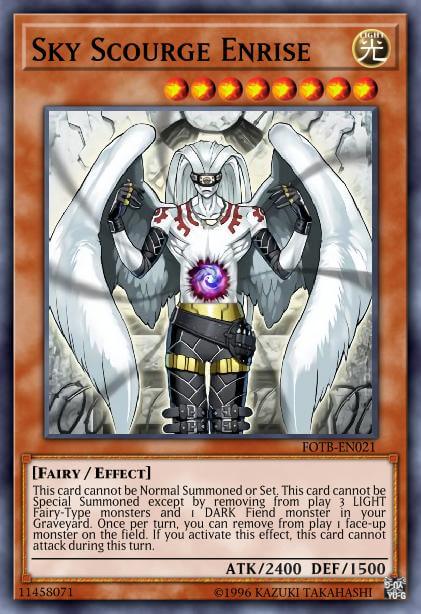 Sky Scourge Enrise
LIGHT
光
FOTB-EN021
[Fairy / Effect]
This card cannot be Normal Summoned or Set. This card cannot be
Special Summoned except by removing from play 3 LIGHT
Fairy-Type monsters and 1 DARK Fiend monster in your
Graveyard. Once per turn, you can remove from play 1 face-up
monster on the field. If you activate this effect, this card cannot
attack during this turn.
ATK/2400 DEF/1500
11458071
©1996 KAZUKI TAKAHASHI